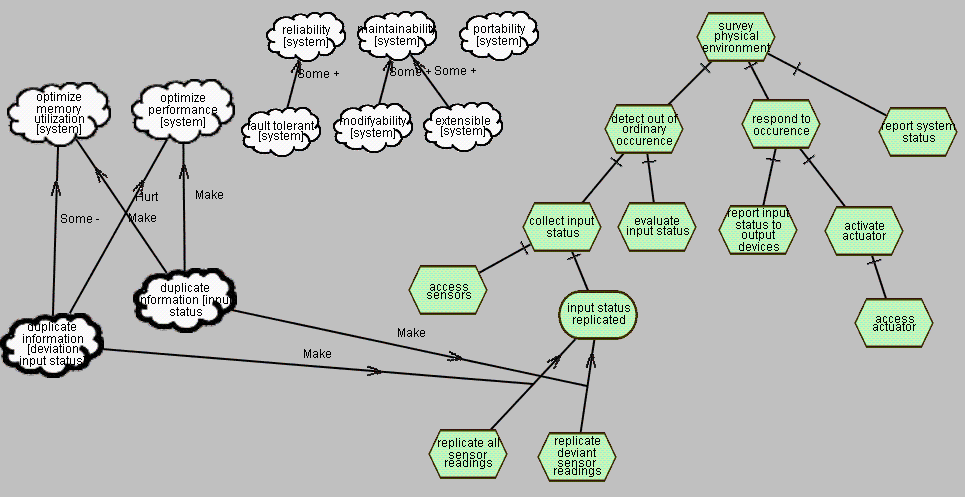 survey
physical
environment
reliability
[system]
maintainability
[system]
portability
[system]
Some +
Some +
Some +
optimize
memory
utilization
[system]
optimize
performance
[system]
fault tolerant
[system]
modifyability
[system]
extensible
[system]
detect out of
ordinary
occurence
respond to
occurence
report system
status
Some -
Hurt
Make
Make
collect input
status
evaluate
input status
report input
status to
output
devices
activate
actuator
duplicate
information [input
status
access
sensors
input status
replicated
access
actuator
duplicate
information
[deviation
input status
Make
Make
replicate all
sensor
readings
replicate
deviant
sensor
readings